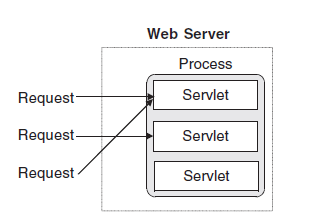 Web Server
Process
Request
Servlet
Request
Servlet
Request
Servlet